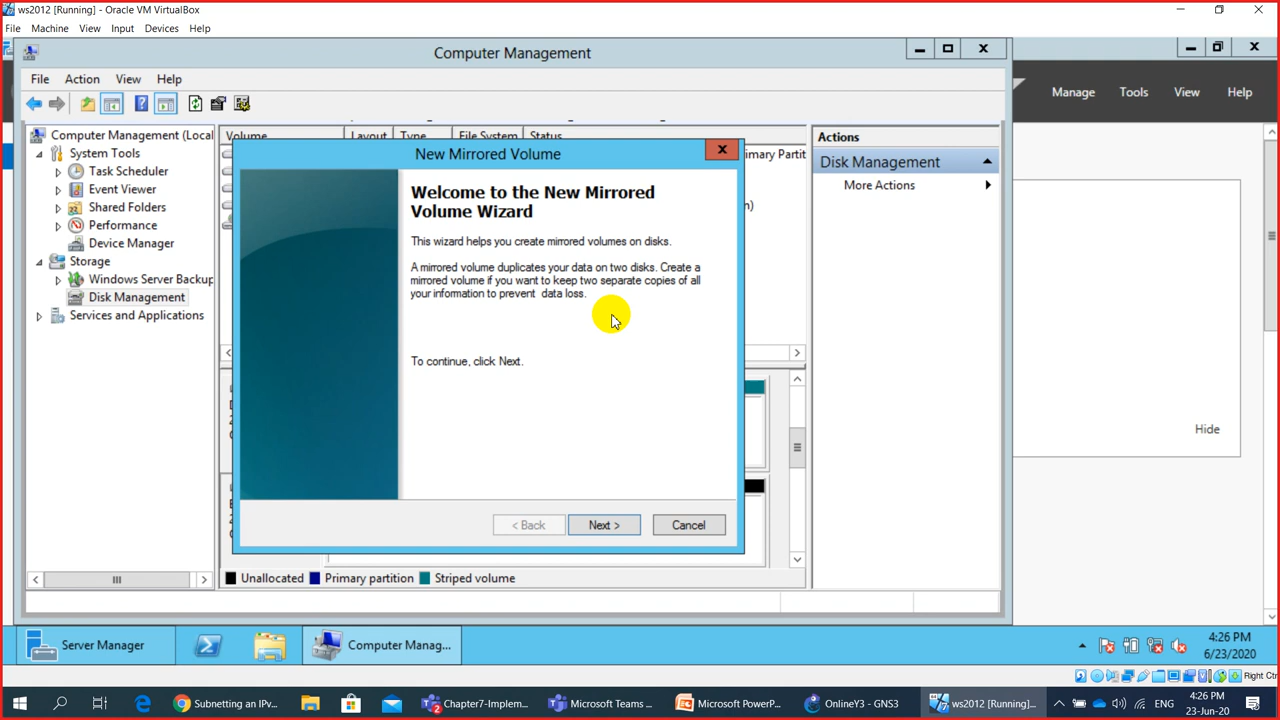 ws2012 [Running] - Oracle VM VirtualBox
File Machine View Input Devices Help
Computer Management
File Action View Help
Manage Tools View Help
Computer Management (Local
System Tools
Task Scheduler
Event Viewer
Shared Folders
Performance
Device Manager
Storage
Windows Server Backup
Disk Management
Services and Applications
Volume Layout Type File System Status
imary Partit
n)
New Mirrored Volume
Welcome to the New Mirrored
Volume Wizard
This wizard helps you create mirrored volumes on disks.
A mirrored volume duplicates your data on two disks. Create a
mirrored volume if you want to keep two separate copies of all
your information to prevent data loss.
To continue, click Next.
< Back Next > Cancel
Unallocated Primary partition Striped volume
Actions
Disk Management
More Actions
Hide
Server Manager
Computer Manag...
4:26 PM
6/23/2020
Right Ctr
Subnetting an IPv...
Chapter7-Implem...
Microsoft Teams ...
Microsoft PowerP...
OnlineY3 - GNS3
ws2012 [Running]...
ENG
4:26 PM
23-Jun-20